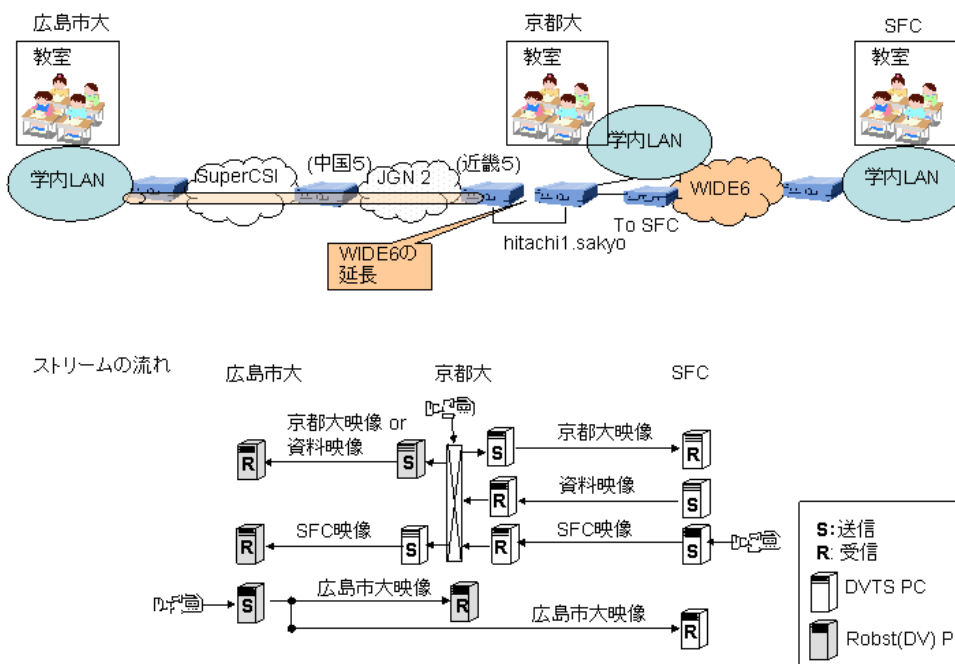 広島市大
京都大
SFC
教室
教室
教室
学内LAN
SuperCSI
(中国5)
JGN 2
(近畿5)
学内LAN
WIDE6
学内LAN
To SFC
hitachi1.sakyo
WIDE6の
延長
ストリームの流れ
広島市大
京都大
SFC
京都大映像 or
資料映像
京都大映像
R
S
S
R
資料映像
R
S
SFC映像
SFC映像
R
S
R
S
広島市大映像
S
R
広島市大映像
R
S:送信
R: 受信
DVTS PC
Robst(DV) P